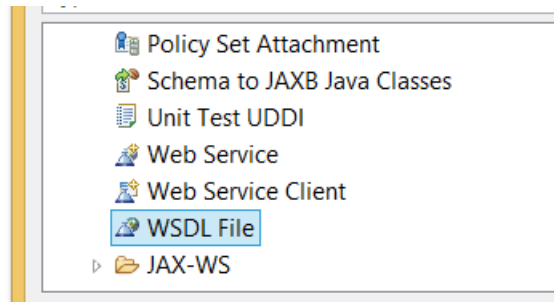 Policy Set Attachment
Schema to JAXB Java Classes
Unit Test UDDI
Web Service
Web Service Client
WSDL File
JAX-WS